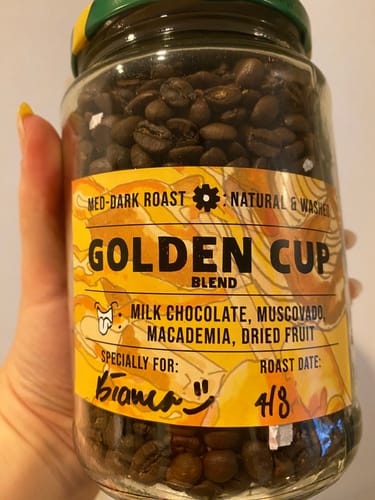 MED-DARK ROAST : NATURAL & WASHED
GOLDEN CUP
BLEND
: MILK CHOCOLATE, MUSCOVADO,
MACADEMIA, DRIED FRUIT
SPECIALLY FOR: ROAST DATE:
Bianca 4/8